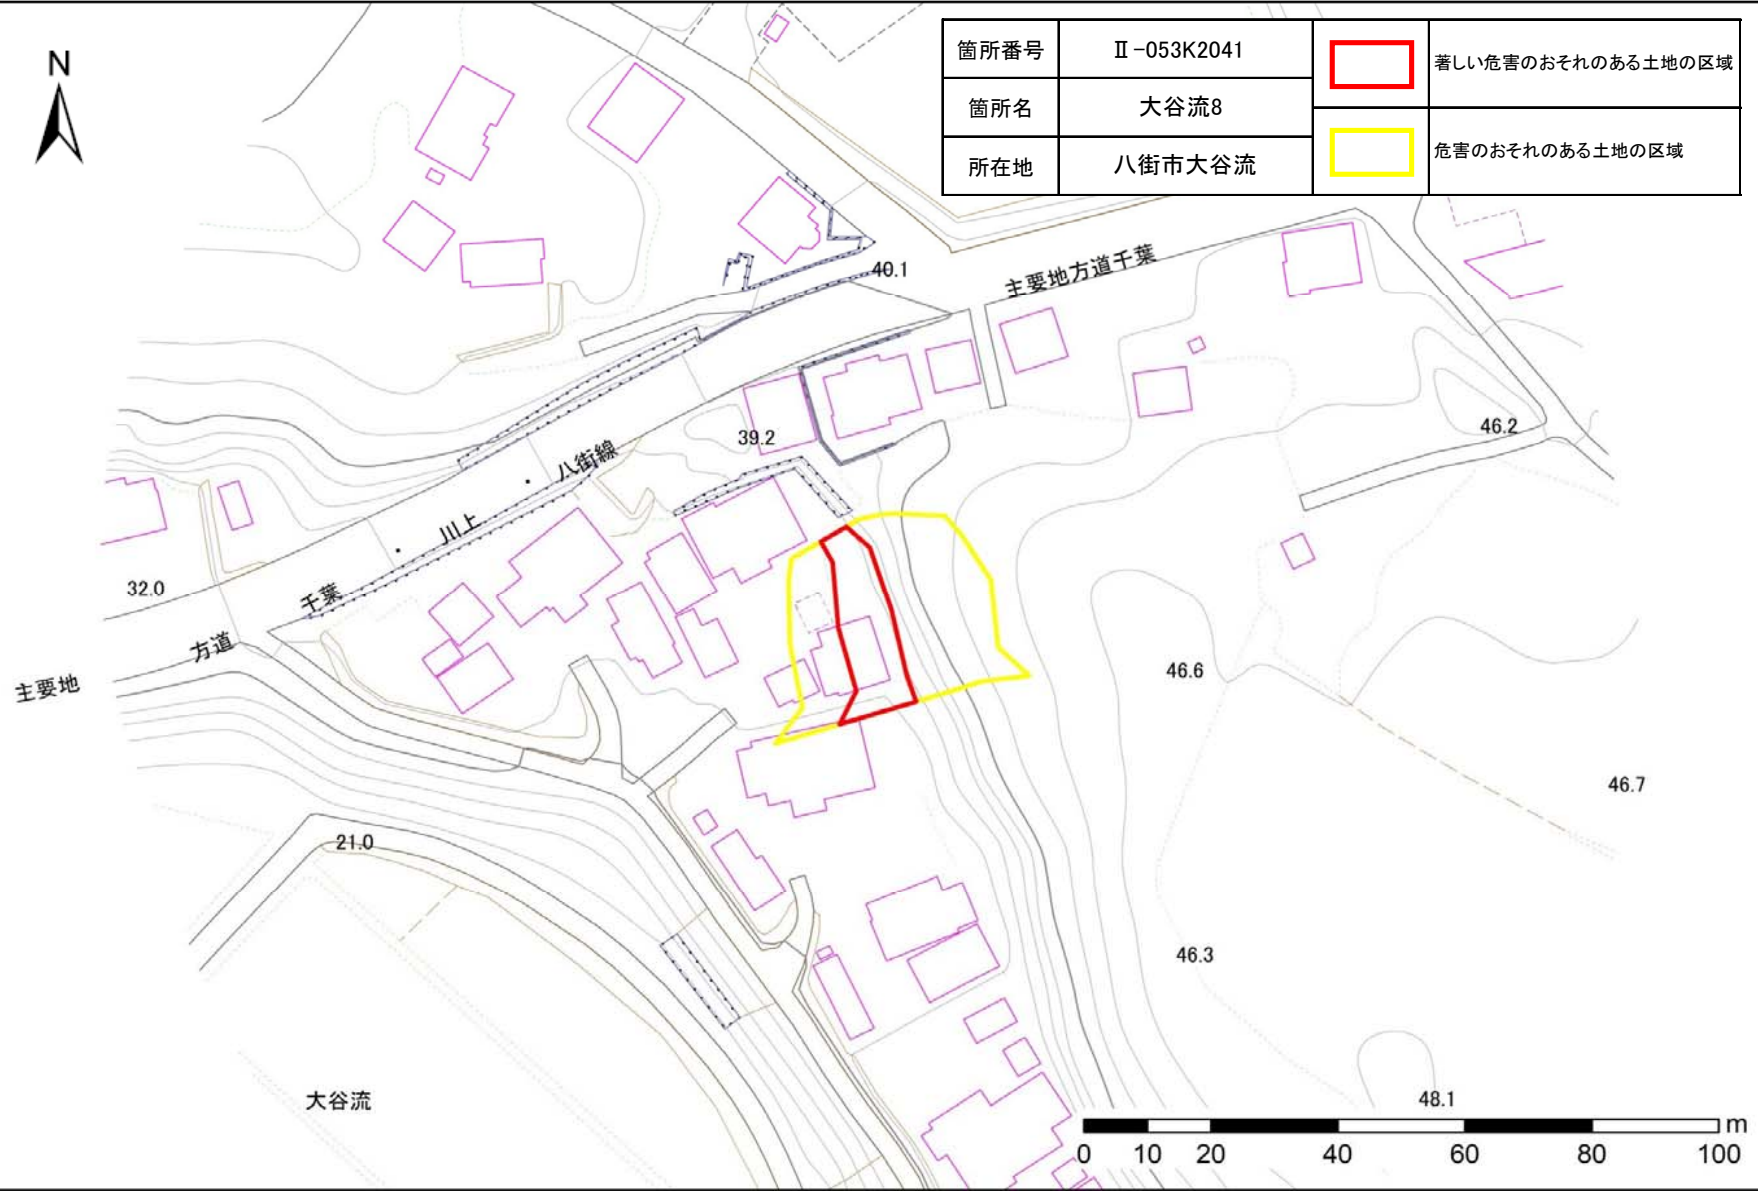 N
箇所番号 Ⅱ-053K2041 著しい危害のおそれのある土地の区域
箇所名 大谷流8
危害のおそれのある土地の区域
所在地 八街市大谷流
主要地方道千葉
40.1
39.2
46.2
八街線
川上
千葉
32.0
方道
主要地
46.6
46.7
21.0
46.3
大谷流
48.1
m
0 10 20 40 60 80 100